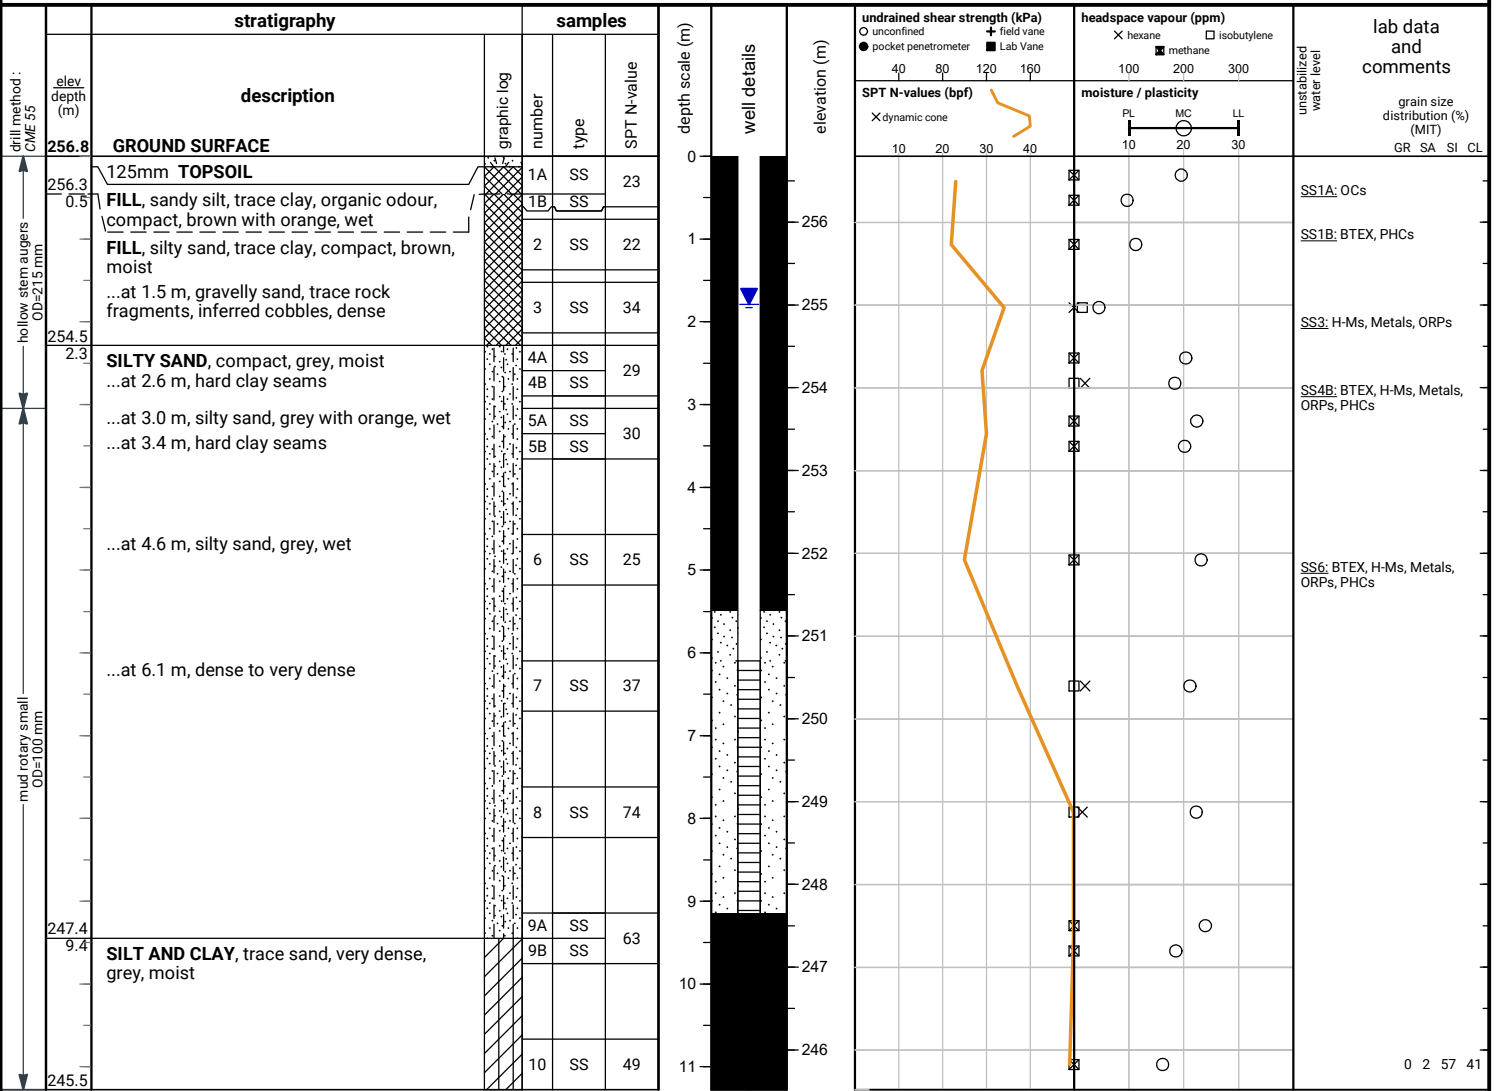 stratigraphy
samples
drill method :
CME 55
elev
depth
(m)
description
graphic log
number
type
SPT N-value
depth scale (m)
well details
elevation (m)
undrained shear strength (kPa)
unconfined
field vane
pocket penetrometer
Lab Vane
40 80 120 160
SPT N-values (bpf)
dynamic cone
10 20 30 40
headspace vapour (ppm)
hexane
isobutylene
methane
100 200 300
moisture / plasticity
PL MC LL
10 20 30
unstabilized
water level
lab data
and
comments
grain size
distribution (%)
(MIT)
GR SA SI CL
256.8 GROUND SURFACE
hollow stem augers
OD=215 mm
mud rotary small
OD=100 mm
125mm TOPSOIL
256.3
0.5
FILL, sandy silt, trace clay, organic odour,
compact, brown with orange, wet
FILL, silty sand, trace clay, compact, brown,
moist
...at 1.5 m, gravelly sand, trace rock
fragments, inferred cobbles, dense
254.5
2.3
SILTY SAND, compact, grey, moist
...at 2.6 m, hard clay seams
...at 3.0 m, silty sand, grey with orange, wet
...at 3.4 m, hard clay seams
...at 4.6 m, silty sand, grey, wet
...at 6.1 m, dense to very dense
247.4
9.4
SILT AND CLAY, trace sand, very dense,
grey, moist
245.5
1A SS
23
1B SS
2 SS 22
3 SS 34
4A SS
29
4B SS
5A SS
30
5B SS
6 SS 25
7 SS 37
8 SS 74
9A SS
63
9B SS
10 SS 49
0
1
2
3
4
5
6
7
8
9
10
11
256
255
254
253
252
251
250
249
248
247
246
SS1A: OCs
SS1B: BTEX, PHCs
SS3: H-Ms, Metals, ORPs
SS4B: BTEX, H-Ms, Metals,
ORPs, PHCs
SS6: BTEX, H-Ms, Metals,
ORPs, PHCs
0 2 57 41